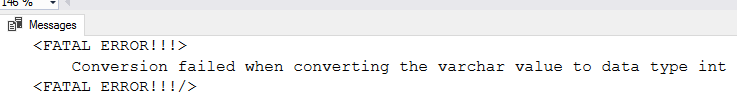 146 %
Messages
<FATAL ERROR!!!>
Conversion failed when converting the varchar value to data type int
<FATAL ERROR!!!/>